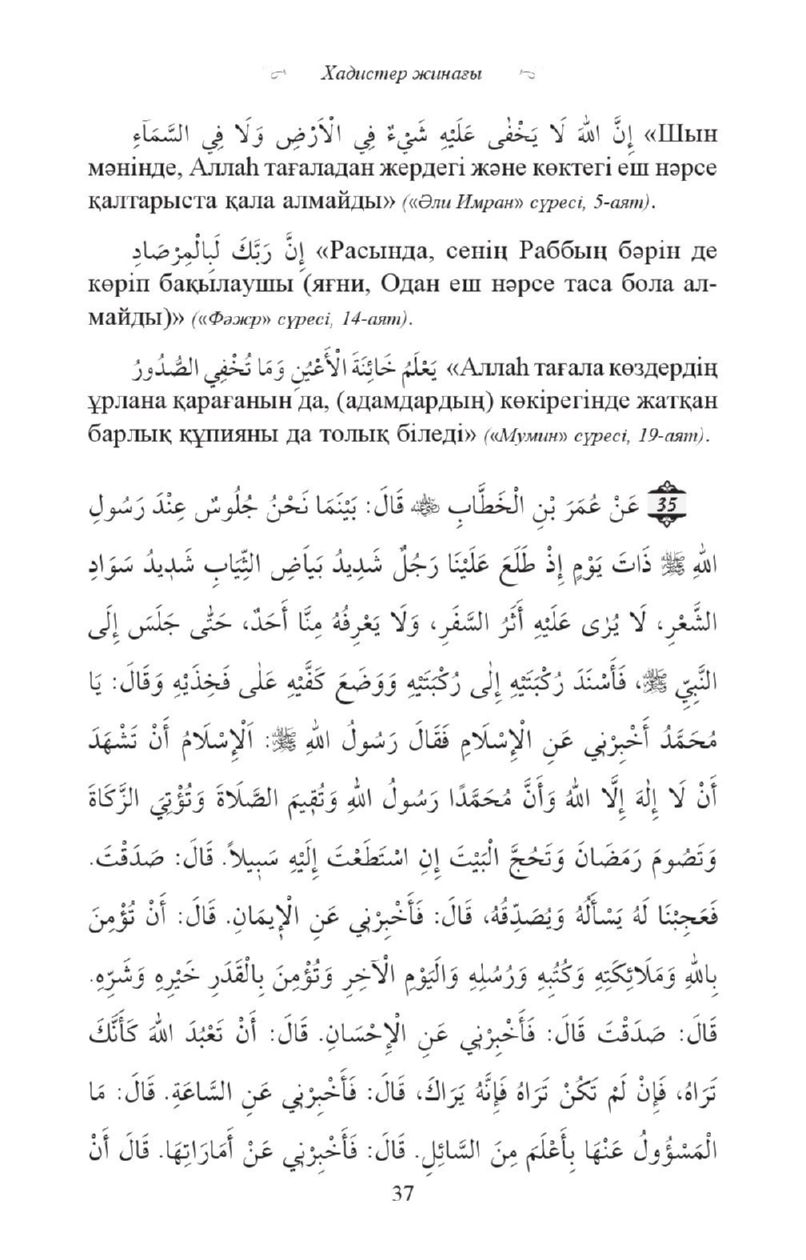 Хадистер жинағы
إِنَّ اللهَ لَا يَخْفٰى عَلَيْهِ شَيْءٌ فِي الْاَرْضِ وَلَا فِي السَّمَآءِ «Шын
мәнінде, Аллаһ тағаладан жердегі және көктегі еш нәрсе
қалтарыста қала алмайды» («Әли Имран» сүресі, 5-аят).
إِنَّ رَبَّكَ لَبِالْمِرْصَادِ «Расында, сенің Раббың бәрін де
көріп бақылаушы (яғни, Одан еш нәрсе таса бола ал-
майды)» («Фәжр» сүресі, 14-аят).
يَعْلَمُ خَائِنَةَ الْأَعْيُنِ وَمَا تُخْفِي الصُّدُورُ «Аллаһ тағала көздердің
ұрлана қарағанын да, (адамдардың) көкірегінде жатқан
барлық құпияны да толық біледі» («Мумин» сүресі, 19-аят).
35 عَنْ عُمَرَ بْنِ الْخَطَّابِ ﷺ قَالَ: بَيْنَمَا نَحْنُ جُلُوسٌ عِنْدَ رَسُولِ
اللهِ ﷺ ذَاتَ يَوْمٍ إِذْ طَلَعَ عَلَيْنَا رَجُلٌ شَدِيدُ بَيَاضِ الثِّيَابِ شَدِيدُ سَوَادِ
الشَّعْرِ، لَا يُرٰى عَلَيْهِ أَثَرُ السَّفَرِ، وَلَا يَعْرِفُهُ مِنَّا أَحَدٌ، حَتّٰى جَلَسَ إِلَى
النَّبِيِّ ﷺ، فَأَسْنَدَ رُكْبَتَيْهِ إِلٰى رُكْبَتَيْهِ وَوَضَعَ كَفَّيْهِ عَلٰى فَخِذَيْهِ وَقَالَ: يَا
مُحَمَّدُ أَخْبِرْنِي عَنِ الْإِسْلَامِ فَقَالَ رَسُولُ اللهِ ﷺ: اَلْإِسْلَامُ أَنْ تَشْهَدَ
أَنْ لَا إِلٰهَ إِلَّا اللهُ وَأَنَّ مُحَمَّدًا رَسُولُ اللهِ وَتُقِيمَ الصَّلَاةَ وَتُؤْتِيَ الزَّكَاةَ
وَتَصُومَ رَمَضَانَ وَتَحُجَّ الْبَيْتَ إِنِ اسْتَطَعْتَ إِلَيْهِ سَبِيلاً. قَالَ: صَدَقْتَ.
فَعَجِبْنَا لَهُ يَسْأَلُهُ وَيُصَدِّقُهُ، قَالَ: فَأَخْبِرْنِي عَنِ الْإِيمَانِ. قَالَ: أَنْ تُؤْمِنَ
بِاللهِ وَمَلَائِكَتِهِ وَكُتُبِهِ وَرُسُلِهِ وَالْيَوْمِ الْآخِرِ وَتُؤْمِنَ بِالْقَدَرِ خَيْرِهِ وَشَرِّهِ.
قَالَ: صَدَقْتَ قَالَ: فَأَخْبِرْنِي عَنِ الْإِحْسَانِ. قَالَ: أَنْ تَعْبُدَ اللهَ كَأَنَّكَ
تَرَاهُ، فَإِنْ لَمْ تَكُنْ تَرَاهُ فَإِنَّهُ يَرَاكَ، قَالَ: فَأَخْبِرْنِي عَنِ السَّاعَةِ. قَالَ: مَا
الْمَسْؤُولُ عَنْهَا بِأَعْلَمَ مِنَ السَّائِلِ. قَالَ: فَأَخْبِرْنِي عَنْ أَمَارَاتِهَا. قَالَ أَنْ
37